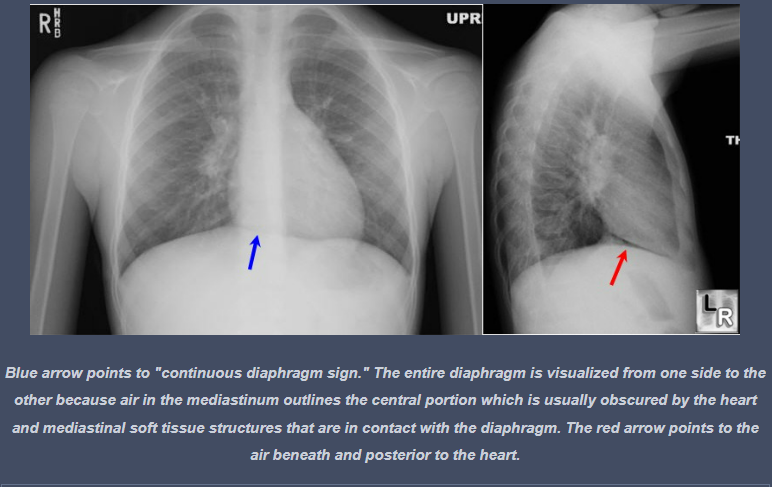 R
HRB
UPR
TH
LR
Blue arrow points to "continuous diaphragm sign." The entire diaphragm is visualized from one side to the
other because air in the mediastinum outlines the central portion which is usually obscured by the heart
and mediastinal soft tissue structures that are in contact with the diaphragm. The red arrow points to the
air beneath and posterior to the heart.